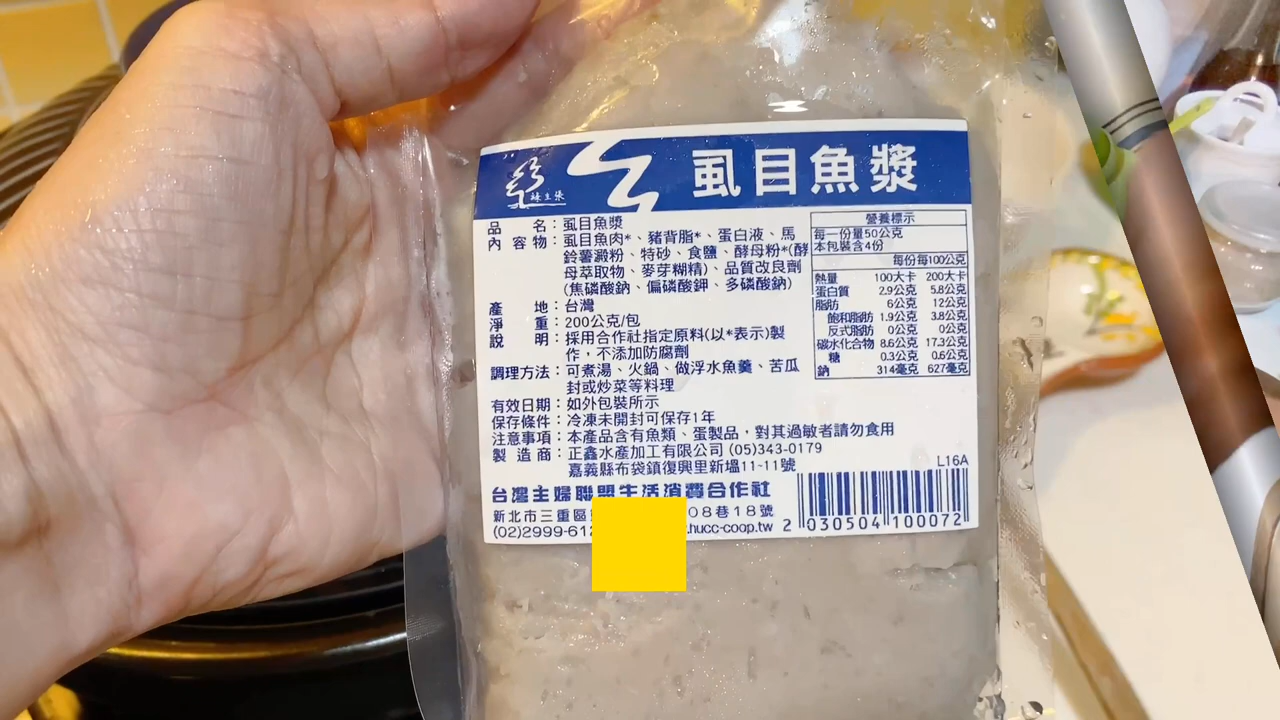 虱目魚漿
品名：虱目魚漿
內容物：虱目魚肉*、豬背脂*、蛋白液、馬
鈴薯澱粉、特砂、食鹽、酵母粉*(酵
母萃取物、麥芽糊精)、品質改良劑
(焦磷酸鈉、偏磷酸鉀、多磷酸鈉)
產地：台灣
淨重：200公克/包
說明：採用合作社指定原料(以*表示)製
作，不添加防腐劑
調理方法：可煮湯、火鍋、做浮水魚羹、苦瓜
封或炒菜等料理
有效日期：如外包裝所示
保存條件：冷凍未開封可保存1年
注意事項：本產品含有魚類、蛋製品，對其過敏者請勿食用
製造商：正鑫水產加工有限公司 (05)343-0179
嘉義縣布袋鎮復興里新塭11-11號
台灣主婦聯盟生活消費合作社
新北市三重區 08巷18號
(02)2999-61 .hucc-coop.tw
營養標示
每一份量50公克
本包裝含4份
每份每100公克
熱量 100大卡 200大卡
蛋白質 2.9公克 5.8公克
脂肪 6公克 12公克
飽和脂肪 1.9公克 3.8公克
反式脂肪 0公克 0公克
碳水化合物 8.6公克 17.3公克
糖 0.3公克 0.6公克
鈉 314毫克 627毫克
L16A
2 030504 100072